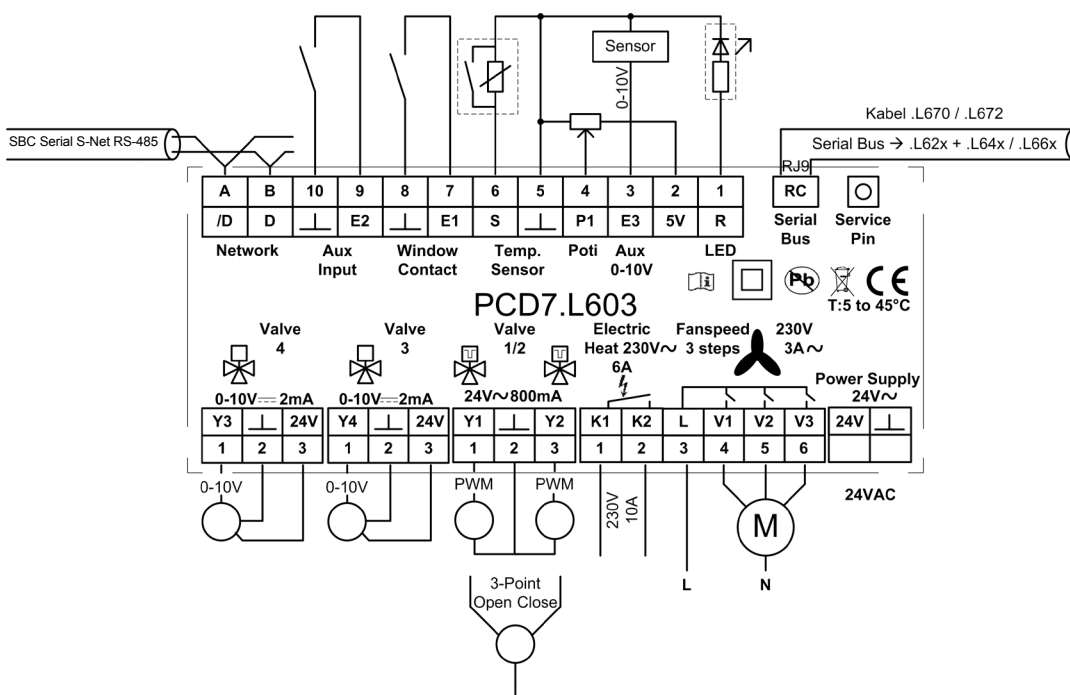 Sensor
0-10V
Kabel .L670 / .L672
SBC Serial S-Net RS-485
Serial Bus → .L62x + .L64x / .L66x
RJ9
A B 10 9 8 7 6 5 4 3 2 1 RC
/D D ⊥ E2 ⊥ E1 S ⊥ P1 E3 5V R
Serial Bus
Service Pin
Network
Aux Input
Window Contact
Temp. Sensor
Poti
Aux 0-10V
LED
Pb
CE
T:5 to 45°C
PCD7.L603
Valve 4
Valve 3
Valve 1/2
Electric Heat 230V~ 6A
Fanspeed 3 steps
230V 3A~
Power Supply 24V~
0-10V⎓2mA
0-10V⎓2mA
24V~800mA
Y3 ⊥ 24V Y4 ⊥ 24V Y1 ⊥ Y2 K1 K2 L V1 V2 V3 24V ⊥
1 2 3 1 2 3 1 2 3 1 2 3 4 5 6
0-10V
0-10V
PWM
PWM
230V
10A
24VAC
M
L
N
3-Point
Open Close